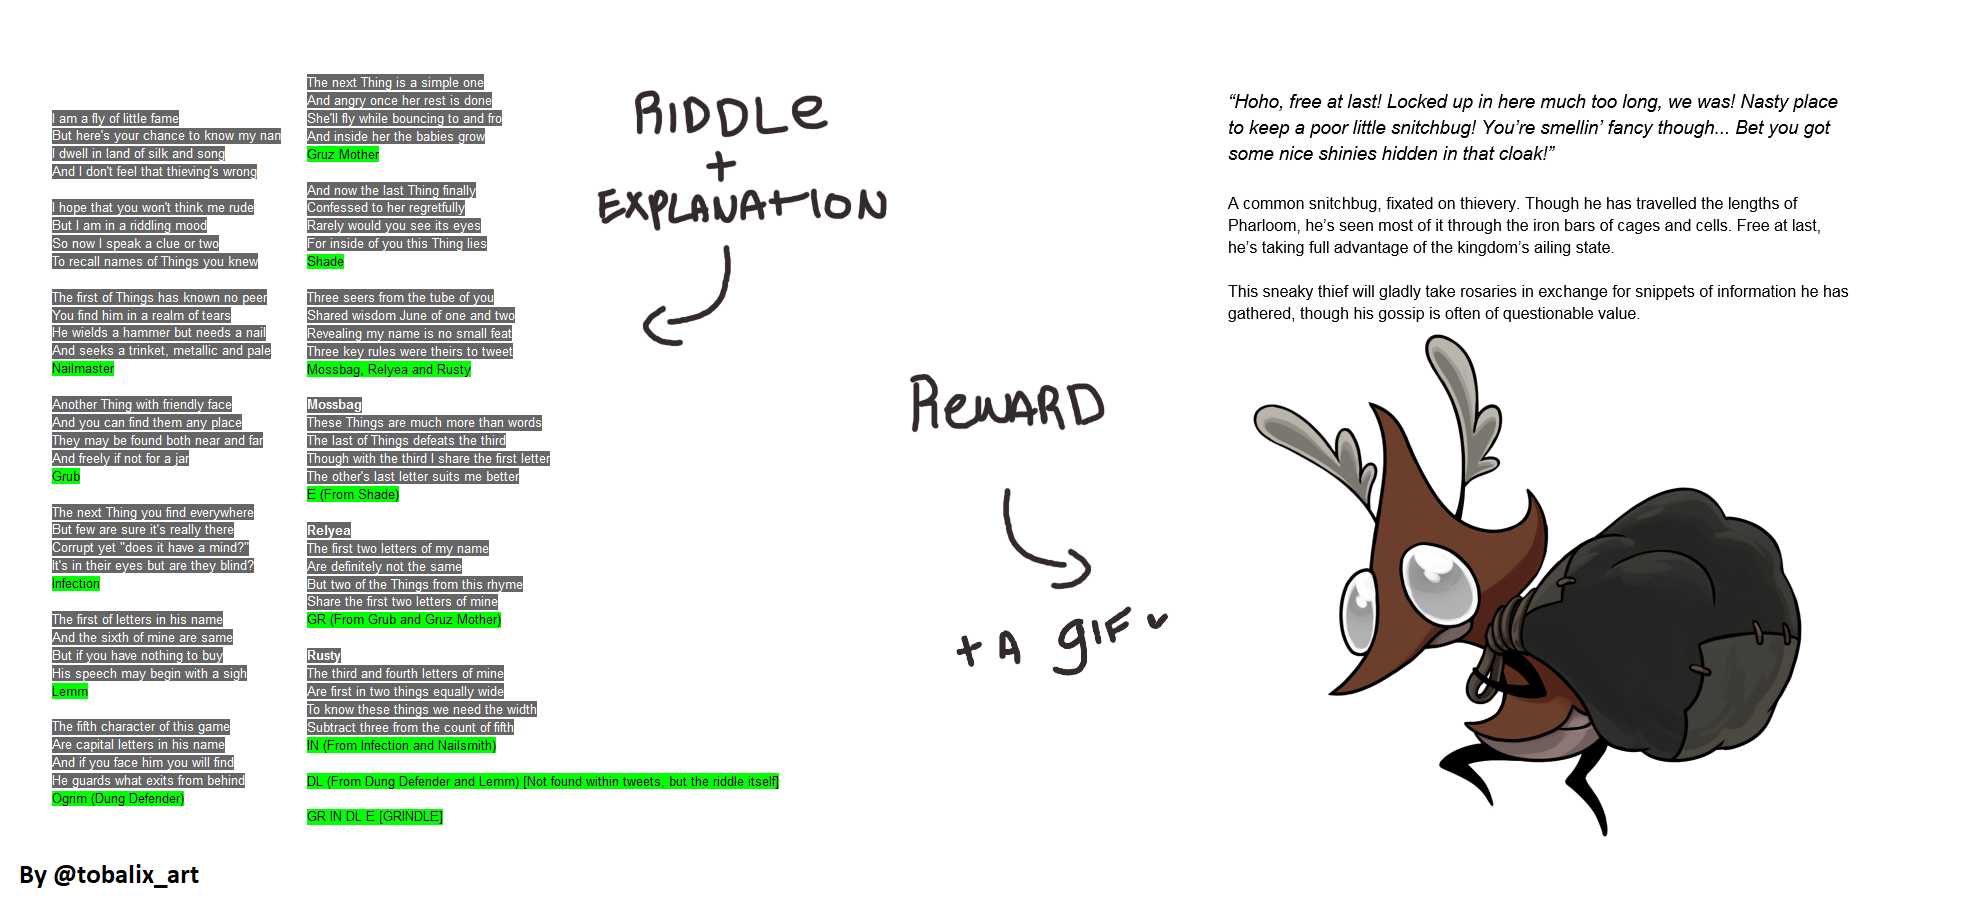 I am a fly of little fame
But here's your chance to know my nam
I dwell in land of silk and song
And I don't feel that thieving's wrong
I hope that you won't think me rude
But I am in a riddling mood
So now I speak a clue or two
To recall names of Things you knew
The first of Things has known no peer
You find him in a realm of tears
He wields a hammer but needs a nail
And seeks a trinket, metallic and pale
Nailmaster
Another Thing with friendly face
And you can find them any place
They may be found both near and far
And freely if not for a jar
Grub
The next Thing you find everywhere
But few are sure it's really there
Corrupt yet "does it have a mind?"
It's in their eyes but are they blind?
Infection
The first of letters in his name
And the sixth of mine are same
But if you have nothing to buy
His speech may begin with a sigh
Lemm
The fifth character of this game
Are capital letters in his name
And if you face him you will find
He guards what exits from behind
Ogrim (Dung Defender)
The next Thing is a simple one
And angry once her rest is done
She'll fly while bouncing to and fro
And inside her the babies grow
Gruz Mother
And now the last Thing finally
Confessed to her regretfully
Rarely would you see its eyes
For inside of you this Thing lies
Shade
Three seers from the tube of you
Shared wisdom June of one and two
Revealing my name is no small feat
Three key rules were theirs to tweet
Mossbag, Relyea and Rusty
Mossbag
These Things are much more than words
The last of Things defeats the third
Though with the third I share the first letter
The other's last letter suits me better
E (From Shade)
Relyea
The first two letters of my name
Are definitely not the same
But two of the Things from this rhyme
Share the first two letters of mine
GR (From Grub and Gruz Mother)
Rusty
The third and fourth letters of mine
Are first in two things equally wide
To know these things we need the width
Subtract three from the count of fifth
IN (From Infection and Nailsmith)
DL (From Dung Defender and Lemm) [Not found within tweets, but the riddle itself]
GR IN DL E [GRINDLE]
RIDDLe
+
EXPLANATION
ReWARD
+ A gIF
“Hoho, free at last! Locked up in here much too long, we was! Nasty place
to keep a poor little snitchbug! You’re smellin’ fancy though... Bet you got
some nice shinies hidden in that cloak!”
A common snitchbug, fixated on thievery. Though he has travelled the lengths of
Pharloom, he’s seen most of it through the iron bars of cages and cells. Free at last,
he’s taking full advantage of the kingdom’s ailing state.
This sneaky thief will gladly take rosaries in exchange for snippets of information he has
gathered, though his gossip is often of questionable value.
By @tobalix_art